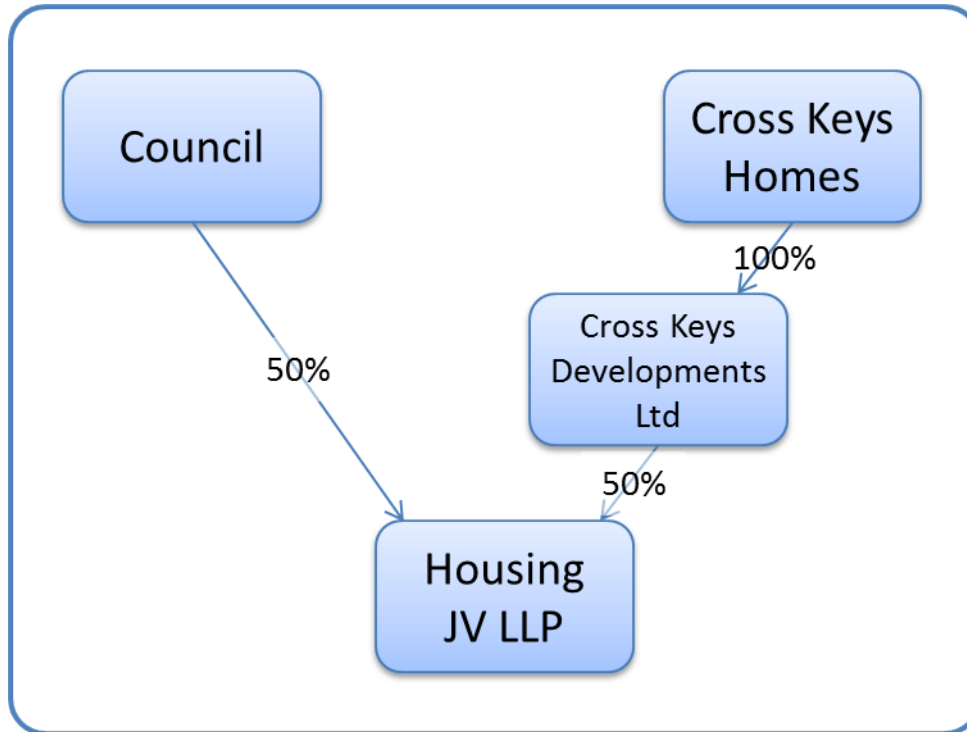 Council
Cross Keys
Homes
100%
Cross Keys
Developments
Ltd
50%
50%
Housing
JV LLP